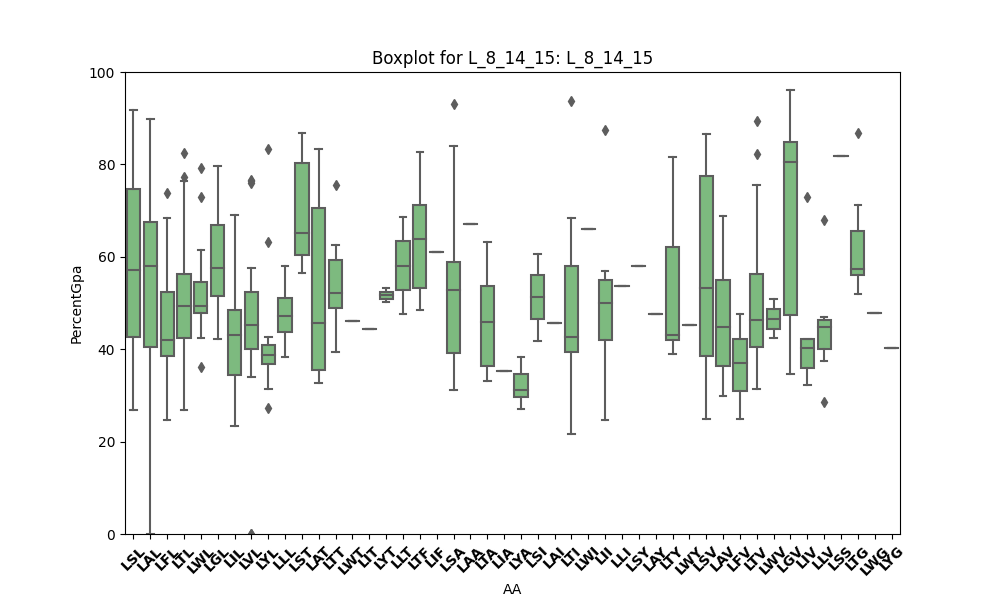 Boxplot for L_8_14_15: L_8_14_15
PercentGpa
100
80
60
40
20
0
LSL LAL LFL LTL LWL LGL LIL LVL LYL LLL LST LAT LTT LWT LIT LYT LLT LTF LIF LSA LAA LTA LIA LYA LSI LAI LTI LWI LII LLI LSY LAY LTY LWY LSV LAV LFV LTV LWV LGV LIV LLV LSS LTG LWG LYG
AA